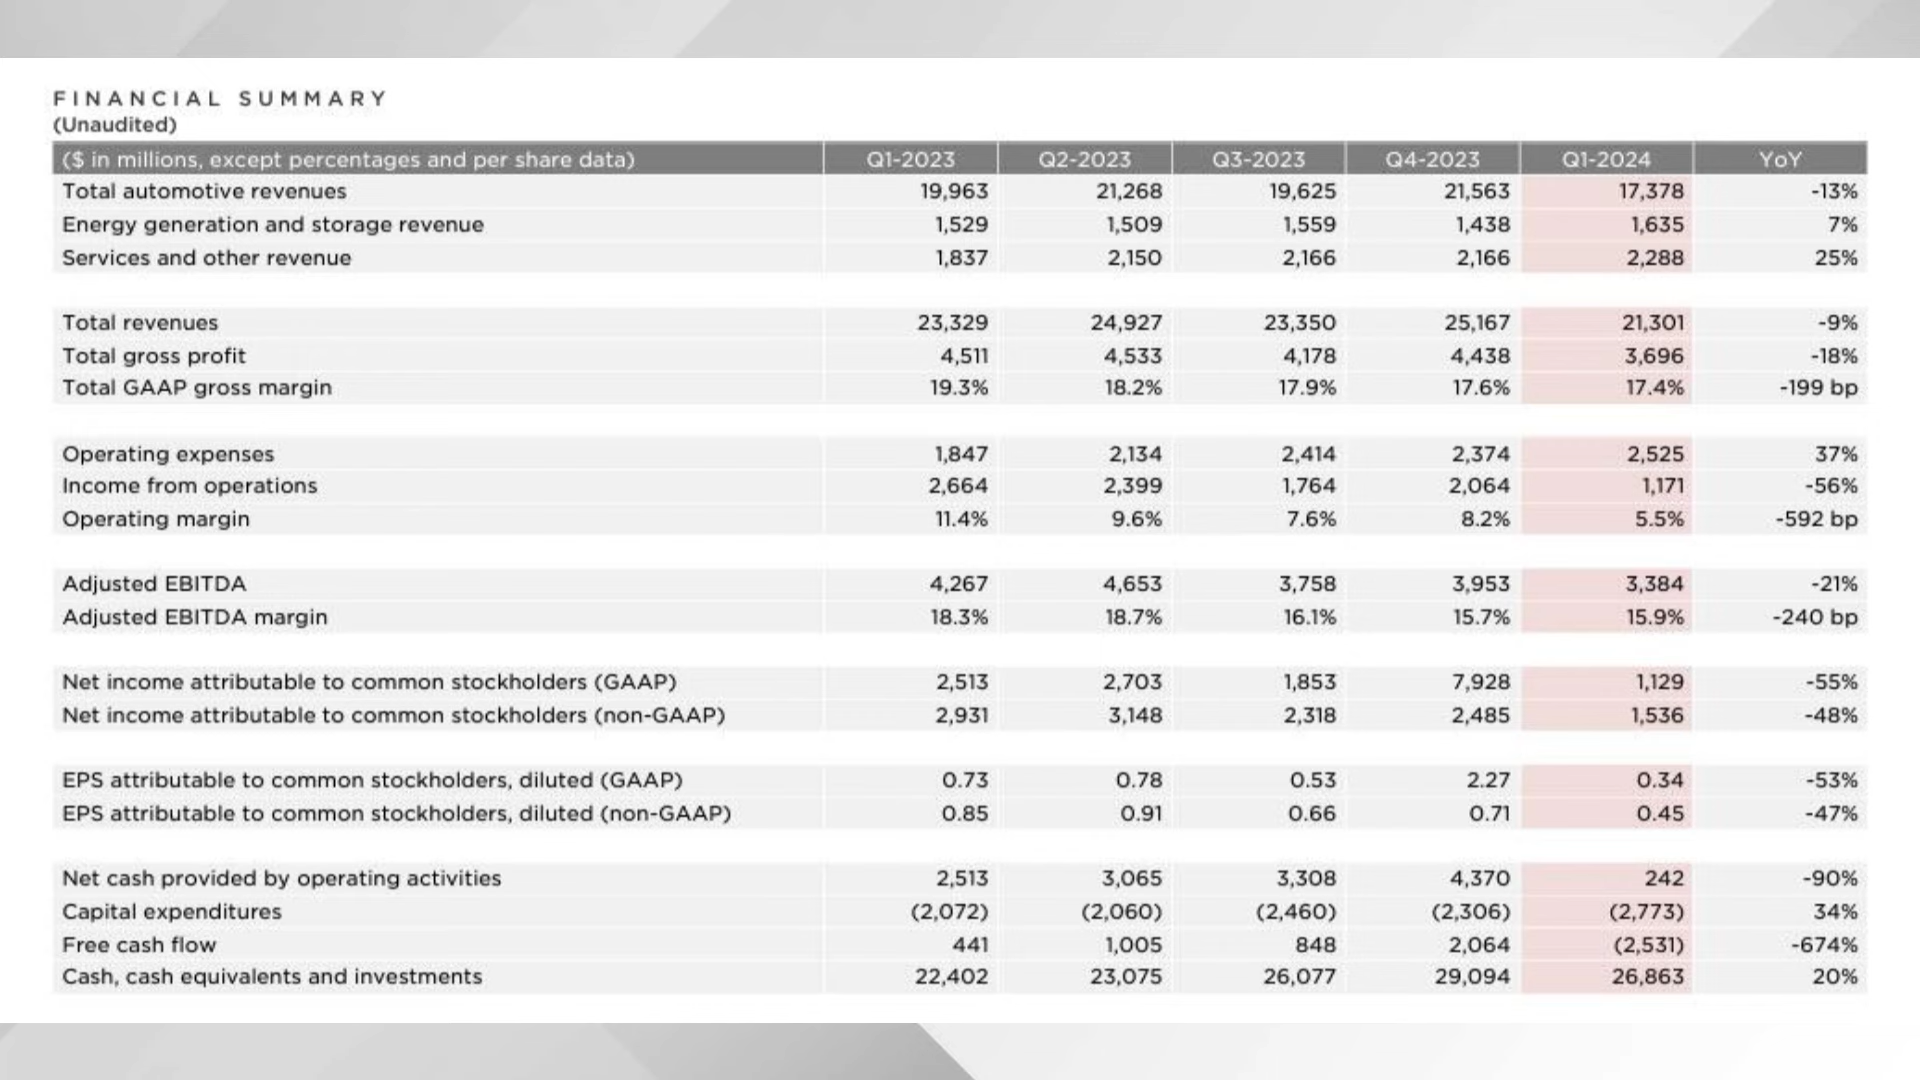 FINANCIAL SUMMARY
(Unaudited)
($ in millions, except percentages and per share data) Q1-2023 Q2-2023 Q3-2023 Q4-2023 Q1-2024 YoY
Total automotive revenues 19,963 21,268 19,625 21,563 17,378 -13%
Energy generation and storage revenue 1,529 1,509 1,559 1,438 1,635 7%
Services and other revenue 1,837 2,150 2,166 2,166 2,288 25%
Total revenues 23,329 24,927 23,350 25,167 21,301 -9%
Total gross profit 4,511 4,533 4,178 4,438 3,696 -18%
Total GAAP gross margin 19.3% 18.2% 17.9% 17.6% 17.4% -199 bp
Operating expenses 1,847 2,134 2,414 2,374 2,525 37%
Income from operations 2,664 2,399 1,764 2,064 1,171 -56%
Operating margin 11.4% 9.6% 7.6% 8.2% 5.5% -592 bp
Adjusted EBITDA 4,267 4,653 3,758 3,953 3,384 -21%
Adjusted EBITDA margin 18.3% 18.7% 16.1% 15.7% 15.9% -240 bp
Net income attributable to common stockholders (GAAP) 2,513 2,703 1,853 7,928 1,129 -55%
Net income attributable to common stockholders (non-GAAP) 2,931 3,148 2,318 2,485 1,536 -48%
EPS attributable to common stockholders, diluted (GAAP) 0.73 0.78 0.53 2.27 0.34 -53%
EPS attributable to common stockholders, diluted (non-GAAP) 0.85 0.91 0.66 0.71 0.45 -47%
Net cash provided by operating activities 2,513 3,065 3,308 4,370 242 -90%
Capital expenditures (2,072) (2,060) (2,460) (2,306) (2,773) 34%
Free cash flow 441 1,005 848 2,064 (2,531) -674%
Cash, cash equivalents and investments 22,402 23,075 26,077 29,094 26,863 20%